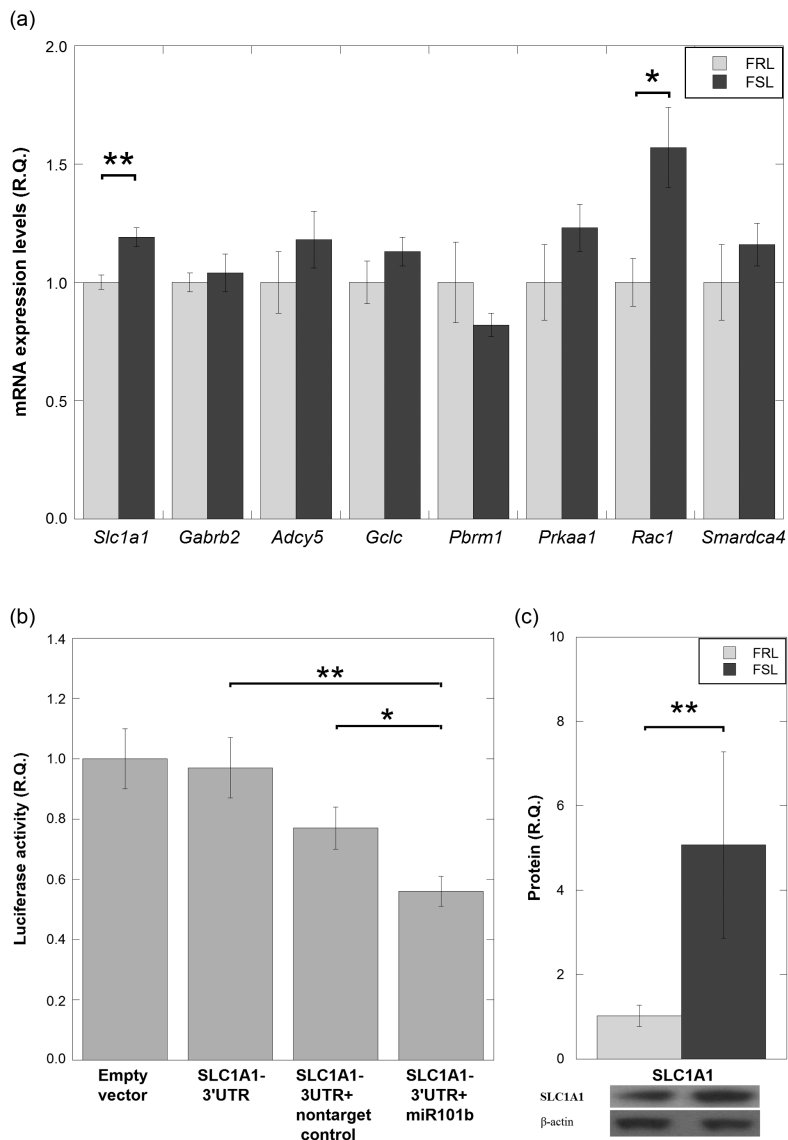 (a)
2.0
1.5
1.0
0.5
0.0
mRNA expression levels (R.Q.)
FRL
FSL
**
*
Slc1a1 Gabrb2 Adcy5 Gclc Pbrm1 Prkaa1 Rac1 Smardca4
(b)
1.4
1.2
1.0
0.8
0.6
0.4
0.2
0.0
Luciferase activity (R.Q.)
**
*
Empty
vector
SLC1A1-
3'UTR
SLC1A1-
3UTR+
nontarget
control
SLC1A1-
3'UTR+
miR101b
(c)
10
8
6
4
2
0
Protein (R.Q.)
FRL
FSL
**
SLC1A1
SLC1A1
β-actin